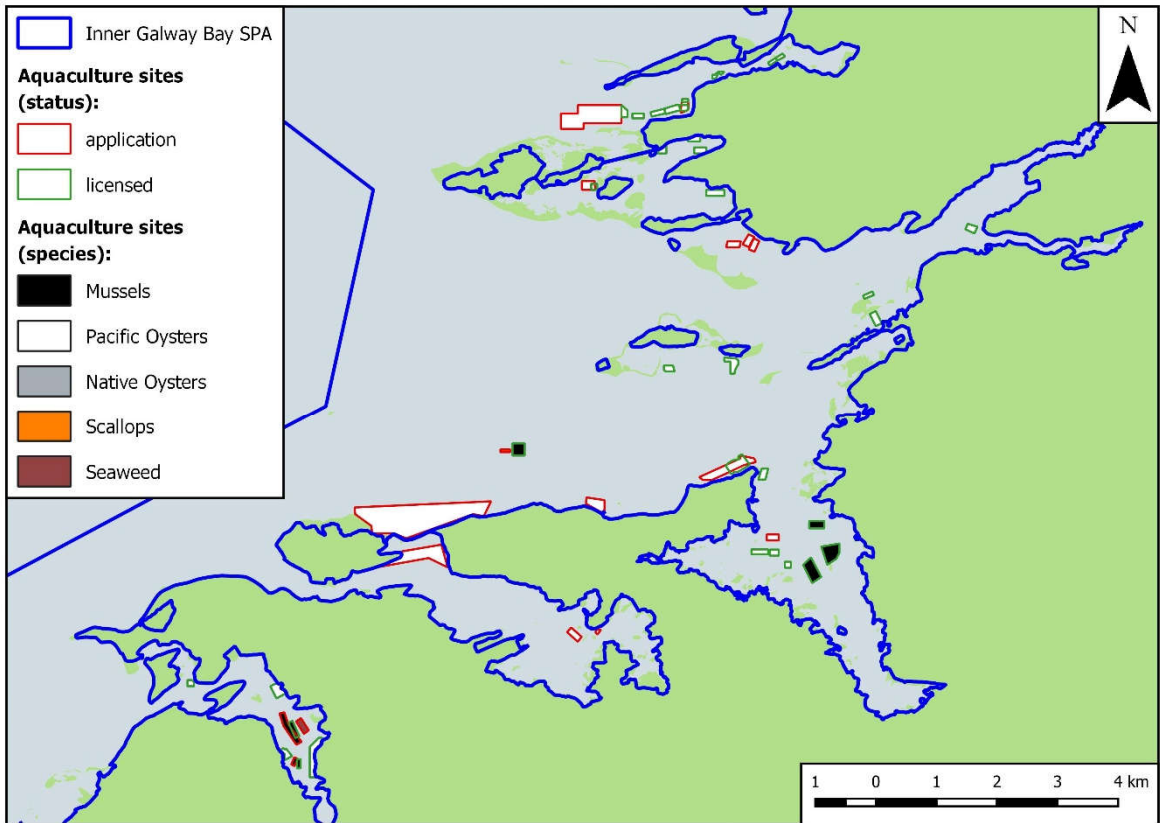 Inner Galway Bay SPA
Aquaculture sites
(status):
application
licensed
Aquaculture sites
(species):
Mussels
Pacific Oysters
Native Oysters
Scallops
Seaweed
N
1 0 1 2 3 4 km